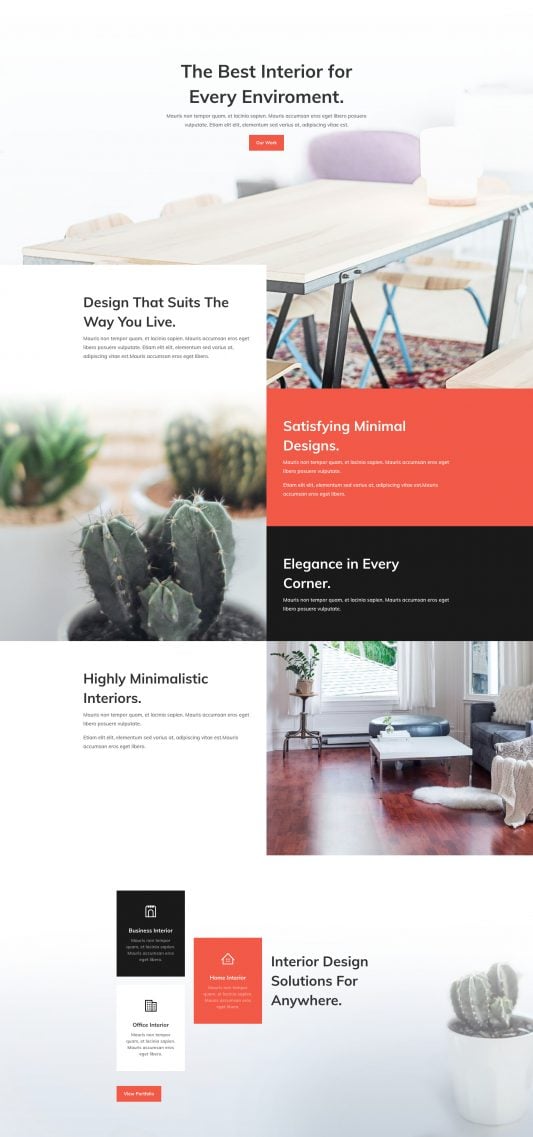 The Best Interior for
Every Enviroment.
Mauris non tempor quam, et lacinia sapien. Mauris accumsan eros eget libero posuere
vulputate. Etiam elit elit, elementum sed varius at, adipiscing vitae est.
Our Work
Design That Suits The
Way You Live.
Mauris non tempor quam, et lacinia sapien. Mauris accumsan eros eget
libero posuere vulputate. Etiam elit elit, elementum sed varius at,
adipiscing vitae est.Mauris accumsan eros eget libero.
Satisfying Minimal
Designs.
Mauris non tempor quam, et lacinia sapien. Mauris accumsan eros eget
libero posuere vulputate.
Etiam elit elit, elementum sed varius at, adipiscing vitae est.Mauris
accumsan eros eget libero.
Elegance in Every
Corner.
Mauris non tempor quam, et lacinia sapien. Mauris accumsan eros eget
libero posuere vulputate.
Highly Minimalistic
Interiors.
Mauris non tempor quam, et lacinia sapien. Mauris accumsan eros eget
libero posuere vulputate.
Etiam elit elit, elementum sed varius at, adipiscing vitae est.Mauris
accumsan eros eget libero.
Business Interior
Mauris non tempor
quam, et lacinia sapien.
Mauris accumsan eros
eget libero.
Home Interior
Mauris non tempor
quam, et lacinia sapien.
Mauris accumsan eros
eget libero.
Interior Design
Solutions For
Anywhere.
Office Interior
Mauris non tempor
quam, et lacinia sapien.
Mauris accumsan eros
eget libero.
View Portfolio